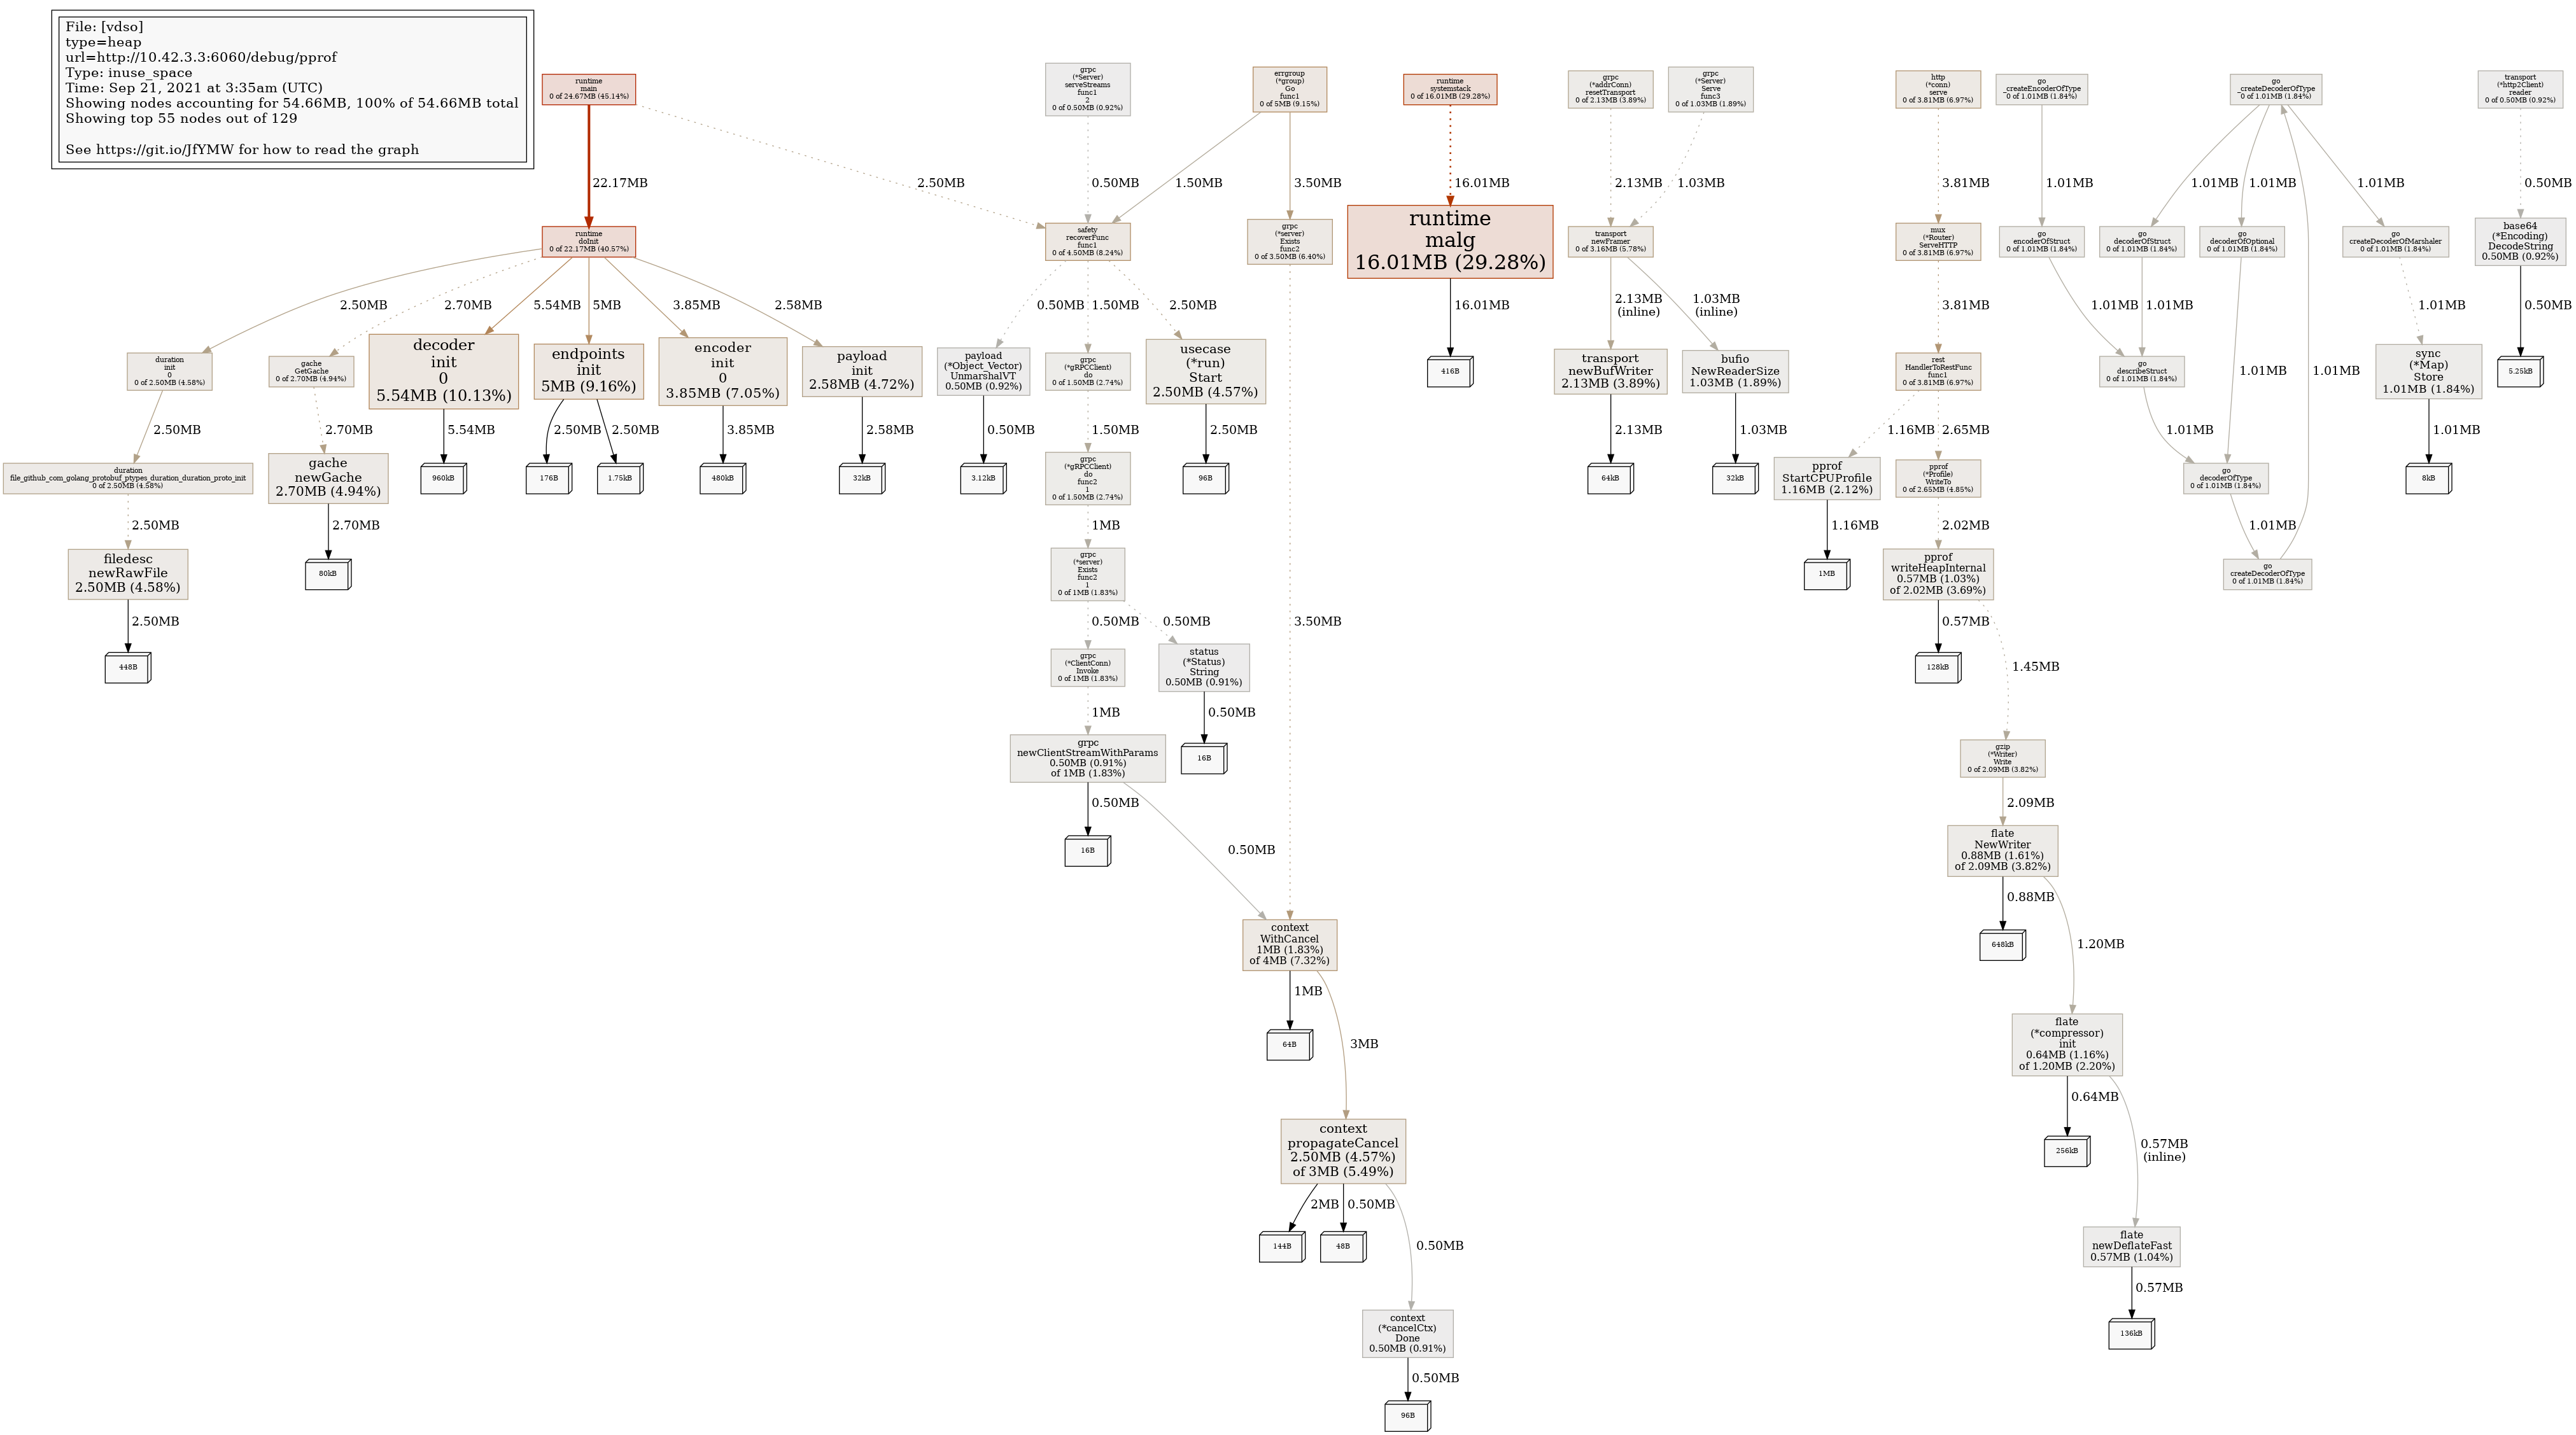 File: [vdso]
type=heap
url=http://10.42.3.3:6060/debug/pprof
Type: inuse_space
Time: Sep 21, 2021 at 3:35am (UTC)
Showing nodes accounting for 54.66MB, 100% of 54.66MB total
Showing top 55 nodes out of 129
See https://git.io/JfYMW for how to read the graph
runtime
main
0 of 24.67MB (45.14%)
grpc
(*Server)
serveStreams
func1
2
0 of 0.50MB (0.92%)
errgroup
(*group)
Go
func1
0 of 5MB (9.15%)
runtime
systemstack
0 of 16.01MB (29.28%)
grpc
(*addrConn)
resetTransport
0 of 2.13MB (3.89%)
grpc
(*Server)
Serve
func3
0 of 1.03MB (1.89%)
http
(*conn)
serve
0 of 3.81MB (6.97%)
go
_createEncoderOfType
0 of 1.01MB (1.84%)
go
_createDecoderOfType
0 of 1.01MB (1.84%)
transport
(*http2Client)
reader
0 of 0.50MB (0.92%)
22.17MB
2.50MB
0.50MB
1.50MB
3.50MB
16.01MB
2.13MB
1.03MB
3.81MB
1.01MB
1.01MB
1.01MB
1.01MB
0.50MB
runtime
doInit
0 of 22.17MB (40.57%)
safety
recoverFunc
func1
0 of 4.50MB (8.24%)
grpc
(*server)
Exists
func2
0 of 3.50MB (6.40%)
runtime
malg
16.01MB (29.28%)
transport
newFramer
0 of 3.16MB (5.78%)
mux
(*Router)
ServeHTTP
0 of 3.81MB (6.97%)
go
encoderOfStruct
0 of 1.01MB (1.84%)
go
decoderOfStruct
0 of 1.01MB (1.84%)
go
decoderOfOptional
0 of 1.01MB (1.84%)
go
createDecoderOfMarshaler
0 of 1.01MB (1.84%)
base64
(*Encoding)
DecodeString
0.50MB (0.92%)
2.50MB
2.70MB
5.54MB
5MB
3.85MB
2.58MB
0.50MB
1.50MB
2.50MB
16.01MB
2.13MB
(inline)
1.03MB
(inline)
3.81MB
1.01MB
1.01MB
1.01MB
0.50MB
duration
init
0
0 of 2.50MB (4.58%)
gache
GetGache
0 of 2.70MB (4.94%)
decoder
init
0
5.54MB (10.13%)
endpoints
init
5MB (9.16%)
encoder
init
0
3.85MB (7.05%)
payload
init
2.58MB (4.72%)
payload
(*Object_Vector)
UnmarshalVT
0.50MB (0.92%)
grpc
(*gRPCClient)
do
0 of 1.50MB (2.74%)
usecase
(*run)
Start
2.50MB (4.57%)
416B
transport
newBufWriter
2.13MB (3.89%)
bufio
NewReaderSize
1.03MB (1.89%)
rest
HandlerToRestFunc
func1
0 of 3.81MB (6.97%)
go
describeStruct
0 of 1.01MB (1.84%)
1.01MB
1.01MB
sync
(*Map)
Store
1.01MB (1.84%)
5.25kB
2.50MB
2.70MB
5.54MB
2.50MB
2.50MB
3.85MB
2.58MB
0.50MB
1.50MB
2.50MB
2.13MB
1.03MB
1.16MB
2.65MB
1.01MB
1.01MB
duration
file_github_com_golang_protobuf_ptypes_duration_duration_proto_init
0 of 2.50MB (4.58%)
gache
newGache
2.70MB (4.94%)
960kB
176B
1.75kB
480kB
32kB
3.12kB
grpc
(*gRPCClient)
do
func2
1
0 of 1.50MB (2.74%)
96B
64kB
32kB
pprof
StartCPUProfile
1.16MB (2.12%)
pprof
(*Profile)
WriteTo
0 of 2.65MB (4.85%)
go
decoderOfType
0 of 1.01MB (1.84%)
8kB
2.50MB
2.70MB
1MB
1.16MB
2.02MB
1.01MB
filedesc
newRawFile
2.50MB (4.58%)
80kB
grpc
(*server)
Exists
func2
1
0 of 1MB (1.83%)
1MB
pprof
writeHeapInternal
0.57MB (1.03%)
of 2.02MB (3.69%)
go
createDecoderOfType
0 of 1.01MB (1.84%)
2.50MB
0.50MB
0.50MB
3.50MB
0.57MB
448B
grpc
(*ClientConn)
Invoke
0 of 1MB (1.83%)
status
(*Status)
String
0.50MB (0.91%)
128kB
1.45MB
1MB
0.50MB
grpc
newClientStreamWithParams
0.50MB (0.91%)
of 1MB (1.83%)
16B
gzip
(*Writer)
Write
0 of 2.09MB (3.82%)
0.50MB
2.09MB
16B
0.50MB
flate
NewWriter
0.88MB (1.61%)
of 2.09MB (3.82%)
0.88MB
context
WithCancel
1MB (1.83%)
of 4MB (7.32%)
648kB
1.20MB
1MB
64B
3MB
flate
(*compressor)
init
0.64MB (1.16%)
of 1.20MB (2.20%)
0.64MB
context
propagateCancel
2.50MB (4.57%)
of 3MB (5.49%)
256kB
0.57MB
(inline)
2MB
0.50MB
144B
48B
0.50MB
flate
newDeflateFast
0.57MB (1.04%)
0.57MB
context
(*cancelCtx)
Done
0.50MB (0.91%)
136kB
0.50MB
96B